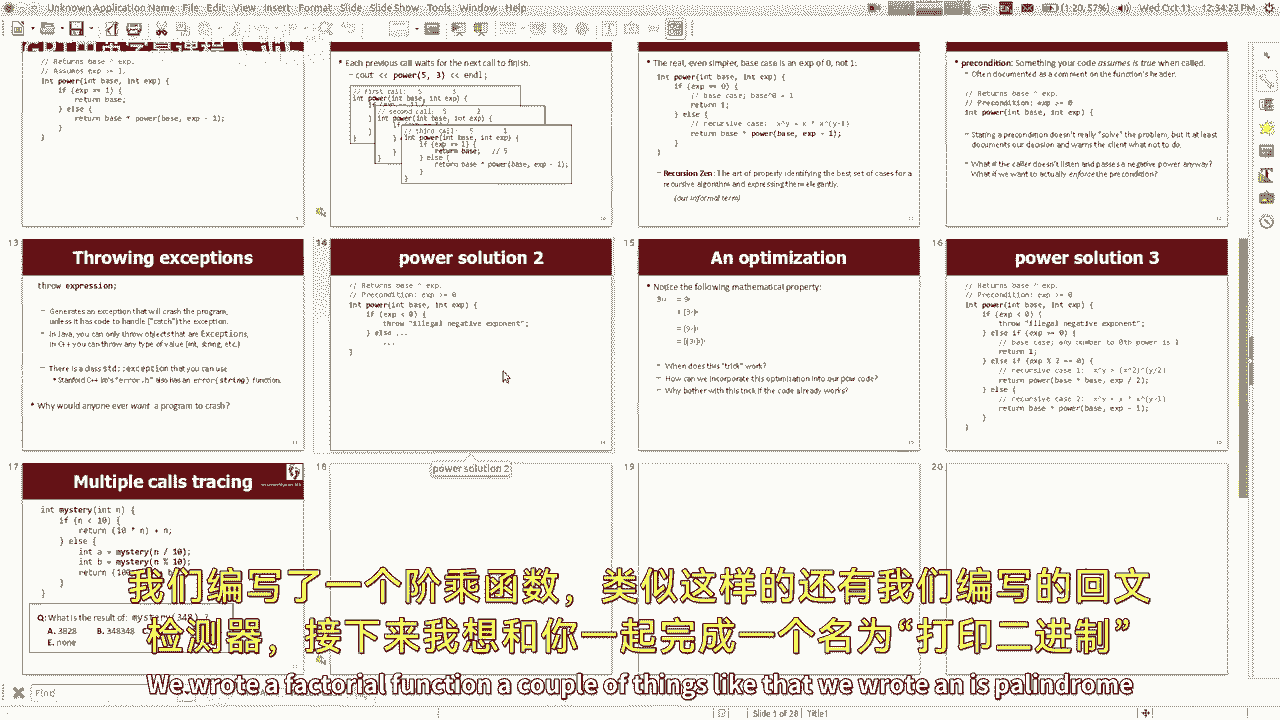 Unknown Application Name File Edit View Insert Format Slide Slide Show Tools Window Help
(1:20, 57%) Wed Oct 11 12:34:23 PM
// Returns base ^ exp.
// Assumes exp >= 1.
int power(int base, int exp) {
if (exp == 1) {
return base;
} else {
return base * power(base, exp - 1);
}
}
9
• Each previous call waits for the next call to finish.
– cout << power(5, 3) << endl;
// first call: 5 3
int power(int base, int exp) {
// second call: 5 2
int power(int base, int exp) {
// third call: 5 1
int power(int base, int exp) {
if (exp == 1) {
return base; // 5
} else {
return base * power(base, exp - 1);
}
}
10
• The real, even simpler, base case is an exp of 0, not 1:
int power(int base, int exp) {
if (exp == 0) {
// base case; base^0 = 1
return 1;
} else {
// recursive case: x^y = x * x^(y-1)
return base * power(base, exp - 1);
}
}
– Recursion Zen: The art of properly identifying the best set of cases for a
recursive algorithm and expressing them elegantly.
(our informal term)
11
• precondition: Something your code assumes is true when called.
– Often documented as a comment on the function's header:
// Returns base ^ exp.
// Precondition: exp >= 0
int power(int base, int exp) {
– Stating a precondition doesn't really "solve" the problem, but it at least
documents our decision and warns the client what not to do.
– What if the caller doesn't listen and passes a negative power anyway?
What if we want to actually enforce the precondition?
12
13
Throwing exceptions
throw expression;
– Generates an exception that will crash the program,
unless it has code to handle ("catch") the exception.
– In Java, you can only throw objects that are Exceptions;
in C++ you can throw any type of value (int, string, etc.)
– There is a class std::exception that you can use.
• Stanford C++ lib's "error.h" also has an error(string) function.
• Why would anyone ever want a program to crash?
13
14
power solution 2
// Returns base ^ exp.
// Precondition: exp >= 0
int power(int base, int exp) {
if (exp < 0) {
throw "illegal negative exponent";
} else ...
...
}
14
15
An optimization
• Notice the following mathematical property:
– When does this "trick" work?
– How can we incorporate this optimization into our pow code?
– Why bother with this trick if the code already works?
15
16
power solution 3
// Returns base ^ exp.
// Precondition: exp >= 0
int power(int base, int exp) {
if (exp < 0) {
throw "illegal negative exponent";
} else if (exp == 0) {
// base case; any number to 0th power is 1
return 1;
} else if (exp % 2 == 0) {
// recursive case 1: x^y = (x^2)^(y/2)
return power(base * base, exp / 2);
} else {
// recursive case 2: x^y = x * x^(y-1)
return base * power(base, exp - 1);
}
}
16
17
Multiple calls tracing
int mystery(int n) {
if (n < 10) {
return (10 * n) + n;
} else {
int a = mystery(n / 10);
int b = mystery(n % 10);
return (100
}
}
Q: What is the result of: mystery(348) ?
A. 3828 B. 348348
E. none
18
power solution 2
19
20
我们编写了一个阶乘函数，类似这样的还有我们编写的回文
检测器，接下来我想和你一起完成一个名为“打印二进制”
We wrote a factorial function a couple of things like that we wrote an is palindrome
Find
Slide 1 of 28 Title1